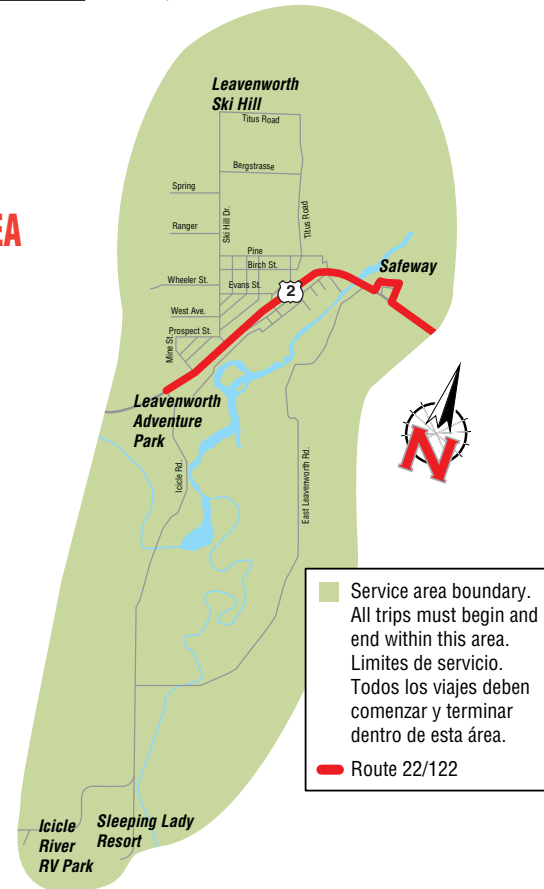 EA
Leavenworth
Ski Hill
Titus Road
Bergstrasse
Spring
Ski Hill Dr.
Titus Road
Ranger
Pine
Birch St.
Safeway
Wheeler St.
Evans St.
2
West Ave.
Prospect St.
Mine St.
Leavenworth
Adventure
Park
N
Icicle Rd.
East Leavenworth Rd.
Service area boundary.
All trips must begin and
end within this area.
Limites de servicio.
Todos los viajes deben
comenzar y terminar
dentro de esta área.
Route 22/122
Icicle
River
RV Park
Sleeping Lady
Resort